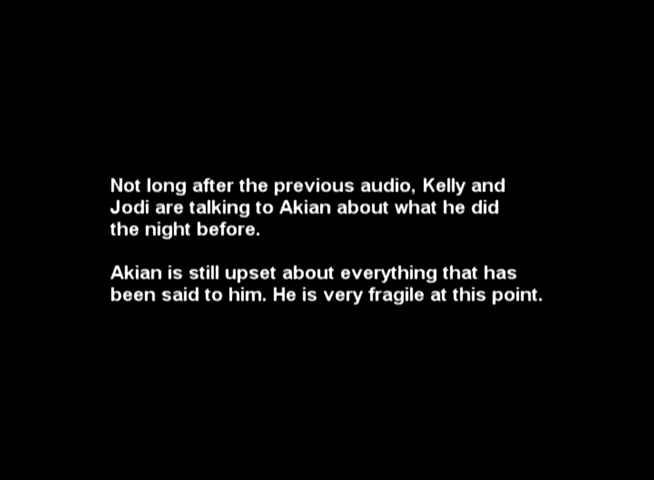 Not long after the previous audio, Kelly and
Jodi are talking to Akian about what he did
the night before.
Akian is still upset about everything that has
been said to him. He is very fragile at this point.